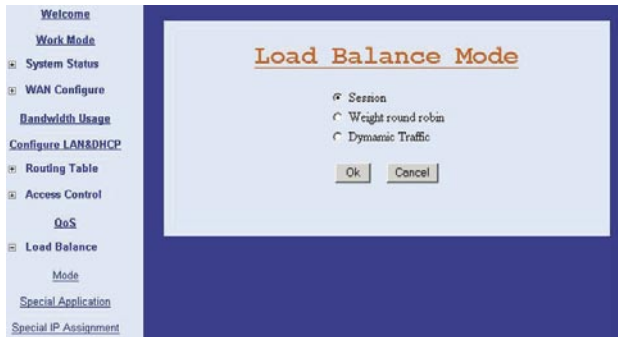 Welcome
Work Mode
System Status
WAN Configure
Bandwidth Usage
Configure LAN&DHCP
Routing Table
Access Control
QoS
Load Balance
Mode
Special Application
Special IP Assignment
Load Balance Mode
Session
Weight round robin
Dymamic Traffic
Ok Cancel